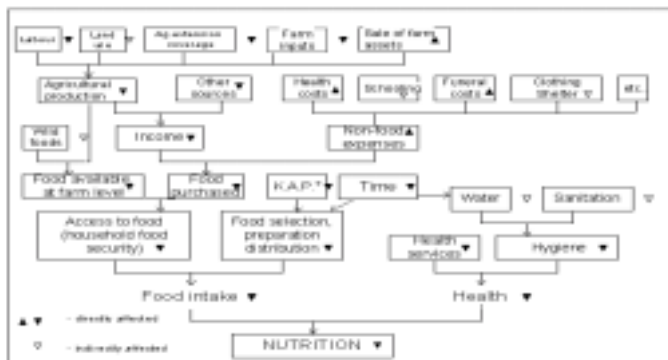 Labour ▼
Land use ▽
Ag extension coverage ▼
Farm inputs ▼
Sale of farm assets ▲
Agricultural production ▼
Other sources ▼
Health costs ▲
Schooling ▽
Funeral costs ▲
Clothing Shelter ▽
etc.
Wild foods ▽
Income ▼
Non-food expenses ▲
Food available at farm level ▼
Food purchased ▼
K.A.P.* ▼
Time ▼
Water ▽
Sanitation ▽
Access to food (household food security) ▼
Food selection, preparation distribution ▼
Health services ▼
Hygiene ▼
Food intake ▼
Health ▼
▲ ▼ - directly affected
▽ - indirectly affected
NUTRITION ▼